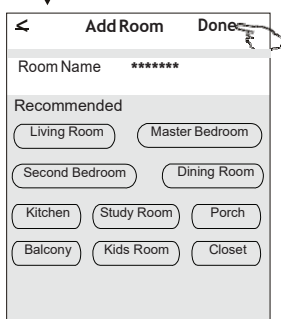 < Add Room Done
Room Name *******
Recommended
Living Room Master Bedroom
Second Bedroom Dining Room
Kitchen Study Room Porch
Balcony Kids Room Closet